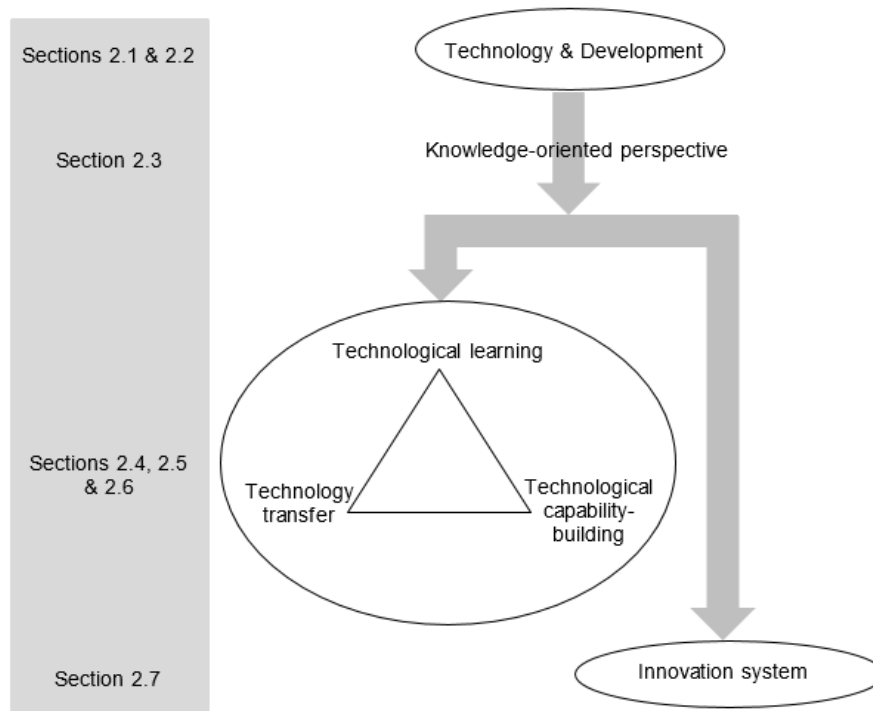 Sections 2.1 & 2.2
Technology & Development
Section 2.3
Knowledge-oriented perspective
Technological learning
Sections 2.4, 2.5
& 2.6
Technology
transfer
Technological
capability-
building
Section 2.7
Innovation system